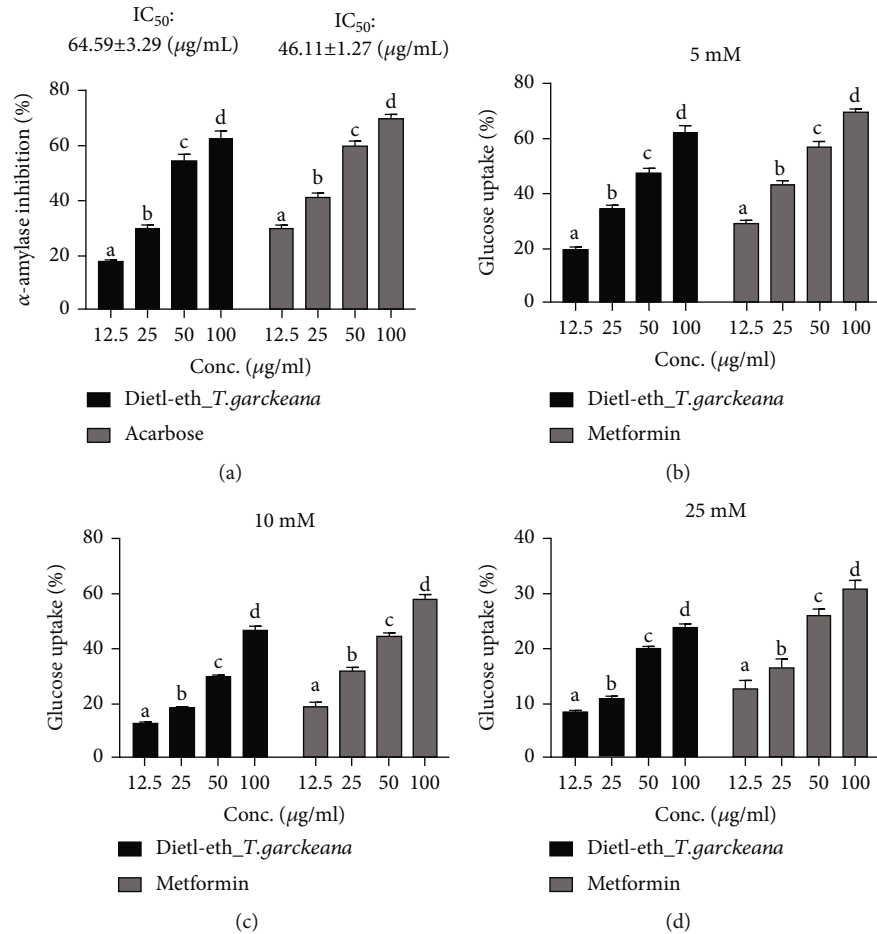 IC50:
64.59±3.29 (μg/mL)
IC50:
46.11±1.27 (μg/mL)
α-amylase inhibition (%)
80
60
40
20
0
a
b
c
d
a
b
c
d
12.5 25 50 100 12.5 25 50 100
Conc. (μg/ml)
Dietl-eth_T.garckeana
Acarbose
(a)
5 mM
Glucose uptake (%)
80
60
40
20
0
a
b
c
d
a
b
c
d
12.5 25 50 100 12.5 25 50 100
Conc. (μg/ml)
Dietl-eth_T.garckeana
Metformin
(b)
10 mM
Glucose uptake (%)
80
60
40
20
0
a
b
c
d
a
b
c
d
12.5 25 50 100 12.5 25 50 100
Conc. (μg/ml)
Dietl-eth_T.garckeana
Metformin
(c)
25 mM
Glucose uptake (%)
40
30
20
10
0
a
b
c
d
a
b
c
d
12.5 25 50 100 12.5 25 50 100
Conc. (μg/ml)
Dietl-eth_T.garckeana
Metformin
(d)